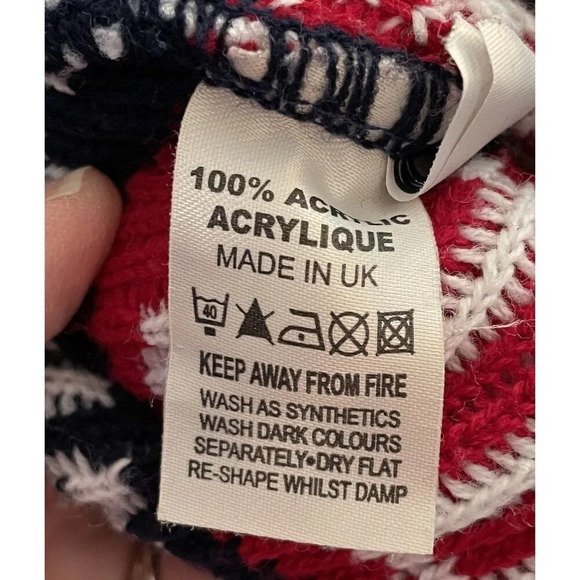 100% ACRYLIC
ACRYLIQUE
MADE IN UK
40
KEEP AWAY FROM FIRE
WASH AS SYNTHETICS
WASH DARK COLOURS
SEPARATELY•DRY FLAT
RE-SHAPE WHILST DAMP